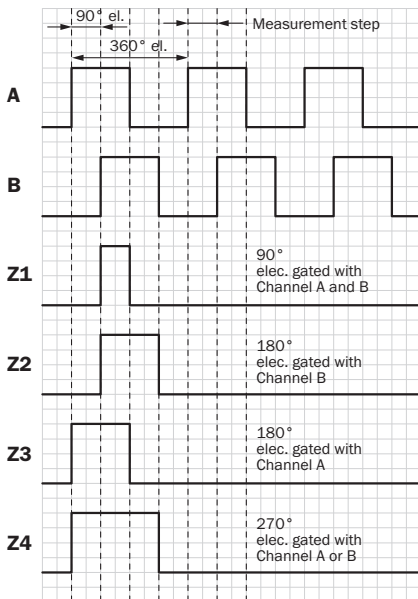 90° el.
Measurement step
360° el.
A
B
Z1
90°
elec. gated with
Channel A and B
Z2
180°
elec. gated with
Channel B
Z3
180°
elec. gated with
Channel A
Z4
270°
elec. gated with
Channel A or B